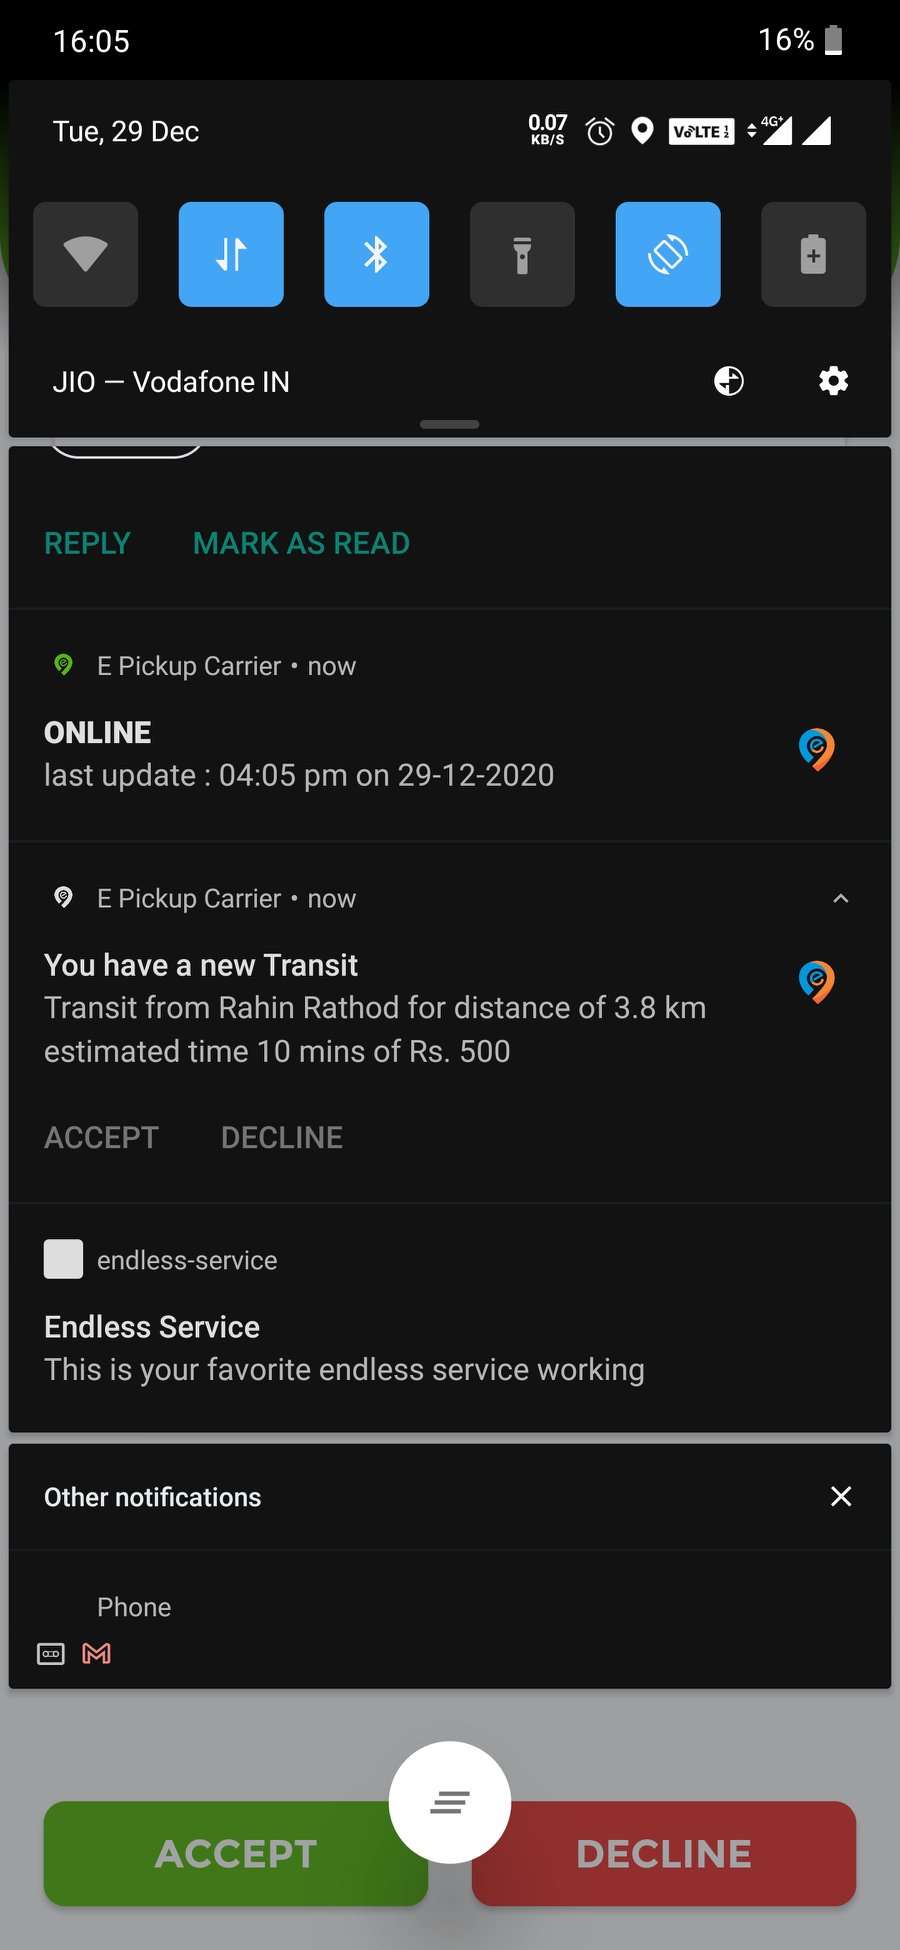 16:05
16%
Tue, 29 Dec
0.07
KB/S
VoLTE 1 2
4G+
JIO — Vodafone IN
REPLY MARK AS READ
E Pickup Carrier • now
ONLINE
last update : 04:05 pm on 29-12-2020
E Pickup Carrier • now
You have a new Transit
Transit from Rahin Rathod for distance of 3.8 km
estimated time 10 mins of Rs. 500
ACCEPT DECLINE
endless-service
Endless Service
This is your favorite endless service working
Other notifications
Phone
ACCEPT DECLINE